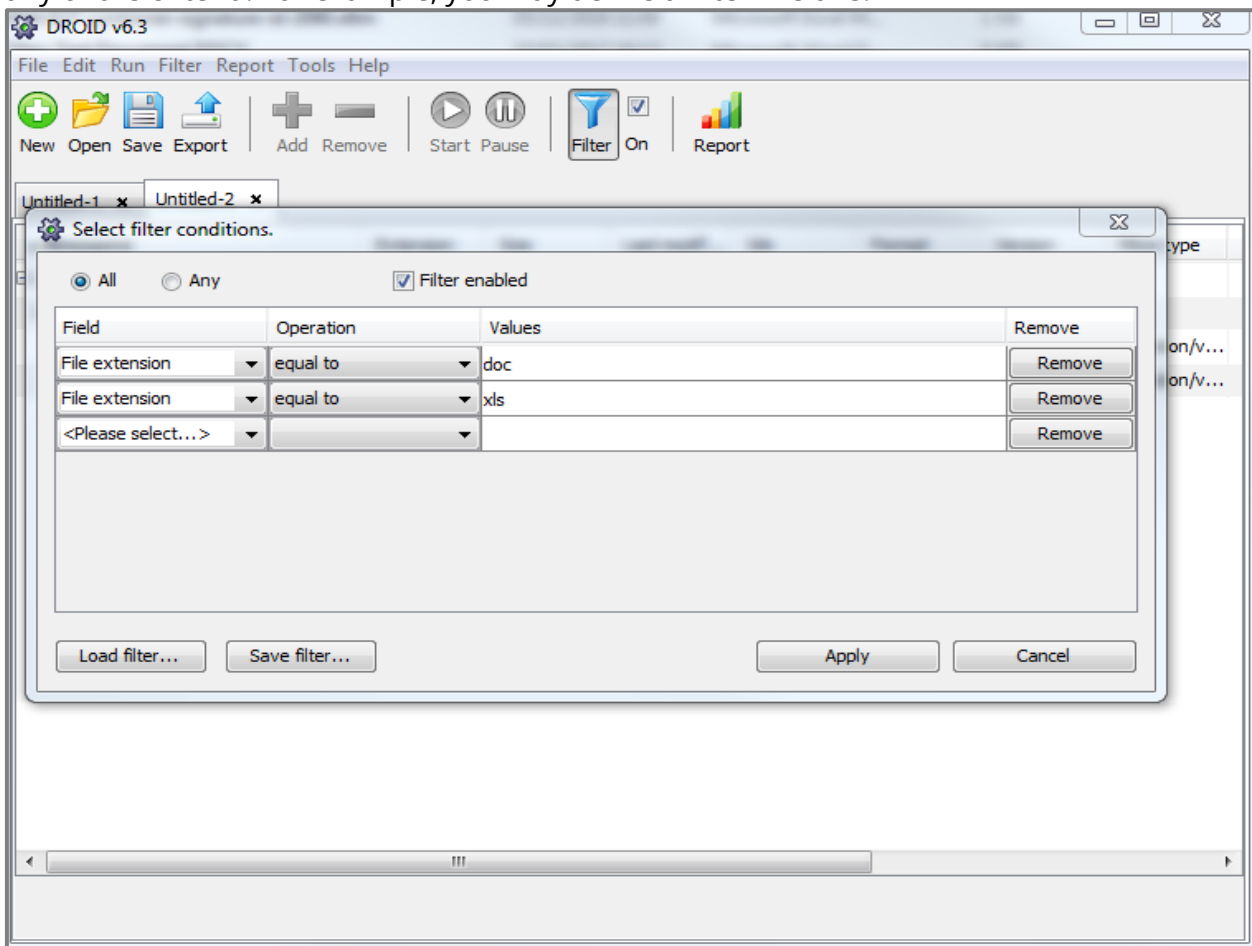 DROID v6.3
File Edit Run Filter Report Tools Help
New Open Save Export Add Remove Start Pause Filter On Report
Untitled-1 Untitled-2
Select filter conditions.
type
All Any Filter enabled
Field Operation Values Remove
on/v...
File extension equal to doc Remove
on/v...
File extension equal to xls Remove
<Please select...> Remove
Load filter... Save filter... Apply Cancel